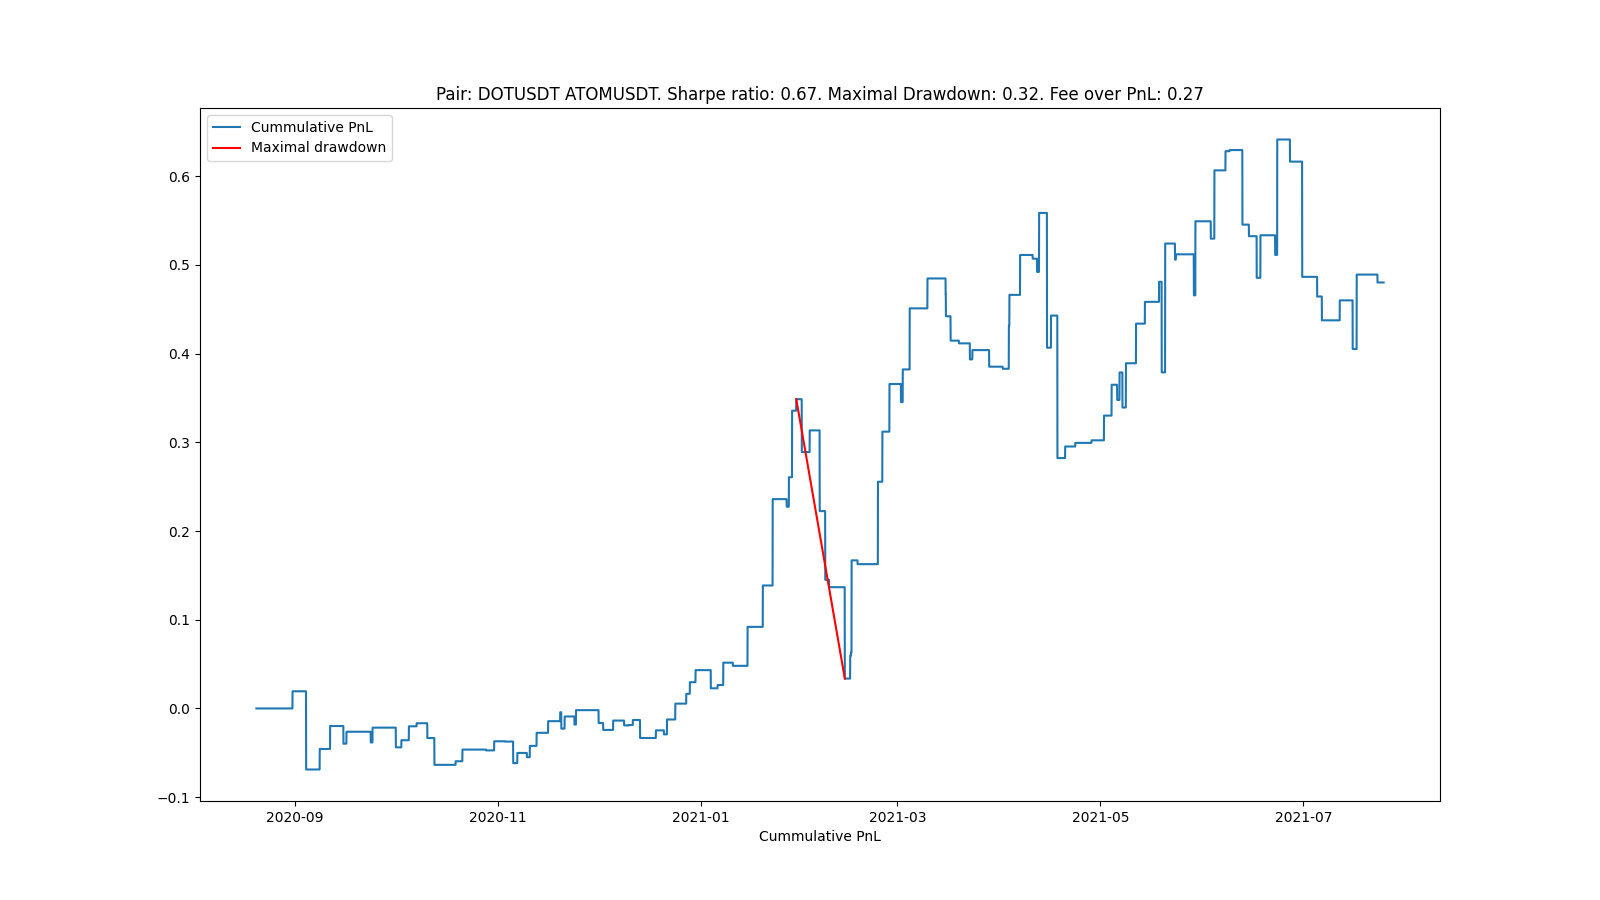 Pair: DOTUSDT ATOMUSDT. Sharpe ratio: 0.67. Maximal Drawdown: 0.32. Fee over PnL: 0.27
Cummulative PnL
Maximal drawdown
0.6
0.5
0.4
0.3
0.2
0.1
0.0
−0.1
2020-09 2020-11 2021-01 2021-03 2021-05 2021-07
Cummulative PnL